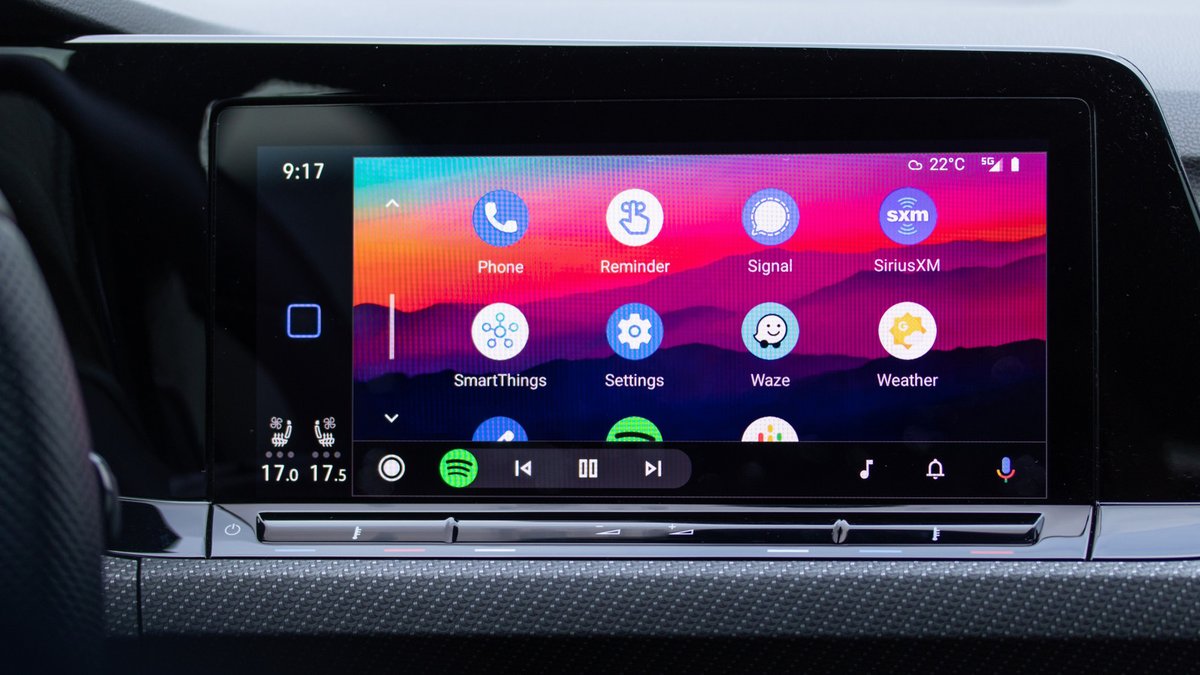 9:17
22°C 5G
sxm
Phone Reminder Signal SiriusXM
G
SmartThings Settings Waze Weather
17.0 17.5